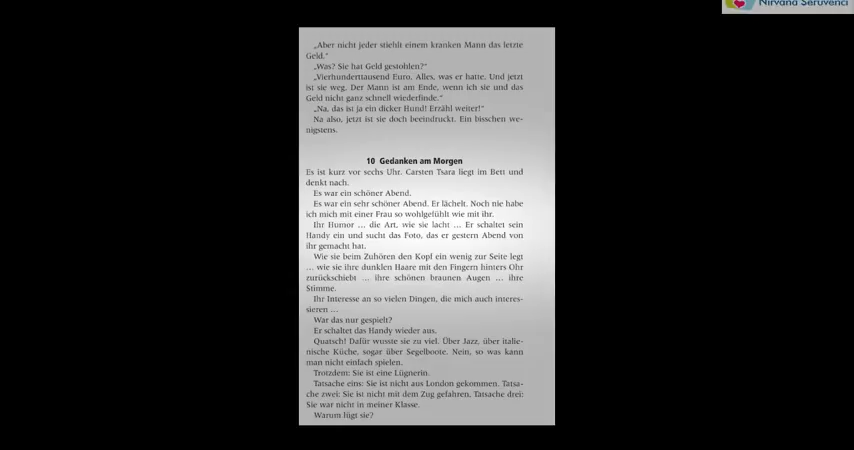 Nirvana Serüvenci
„Aber nicht jeder stiehlt einem kranken Mann das letzte
Geld.“
„Was? Sie hat Geld gestohlen?“
„Vierhunderttausend Euro. Alles, was er hatte. Und jetzt
ist sie weg. Der Mann ist am Ende, wenn ich sie und das
Geld nicht ganz schnell wiederfinde.“
„Na, das ist ja ein dicker Hund! Erzähl weiter!“
Na also, jetzt ist sie doch beeindruckt. Ein bisschen we-
nigstens.
10 Gedanken am Morgen
Es ist kurz vor sechs Uhr. Carsten Tsara liegt im Bett und
denkt nach.
Es war ein schöner Abend.
Es war ein sehr schöner Abend. Er lächelt. Noch nie habe
ich mich mit einer Frau so wohlgefühlt wie mit ihr.
Ihr Humor ... die Art, wie sie lacht ... Er schaltet sein
Handy ein und sucht das Foto, das er gestern Abend von
ihr gemacht hat.
Wie sie beim Zuhören den Kopf ein wenig zur Seite legt
... wie sie ihre dunklen Haare mit den Fingern hinters Ohr
zurückschiebt ... ihre schönen braunen Augen ... ihre
Stimme.
Ihr Interesse an so vielen Dingen, die mich auch interes-
sieren ...
War das nur gespielt?
Er schaltet das Handy wieder aus.
Quatsch! Dafür wusste sie zu viel. Über Jazz, über italie-
nische Küche, sogar über Segelboote. Nein, so was kann
man nicht einfach spielen.
Trotzdem: Sie ist eine Lügnerin.
Tatsache eins: Sie ist nicht aus London gekommen. Tatsa-
che zwei: Sie ist nicht mit dem Zug gefahren. Tatsache drei:
Sie war nicht in meiner Klasse.
Warum lügt sie?